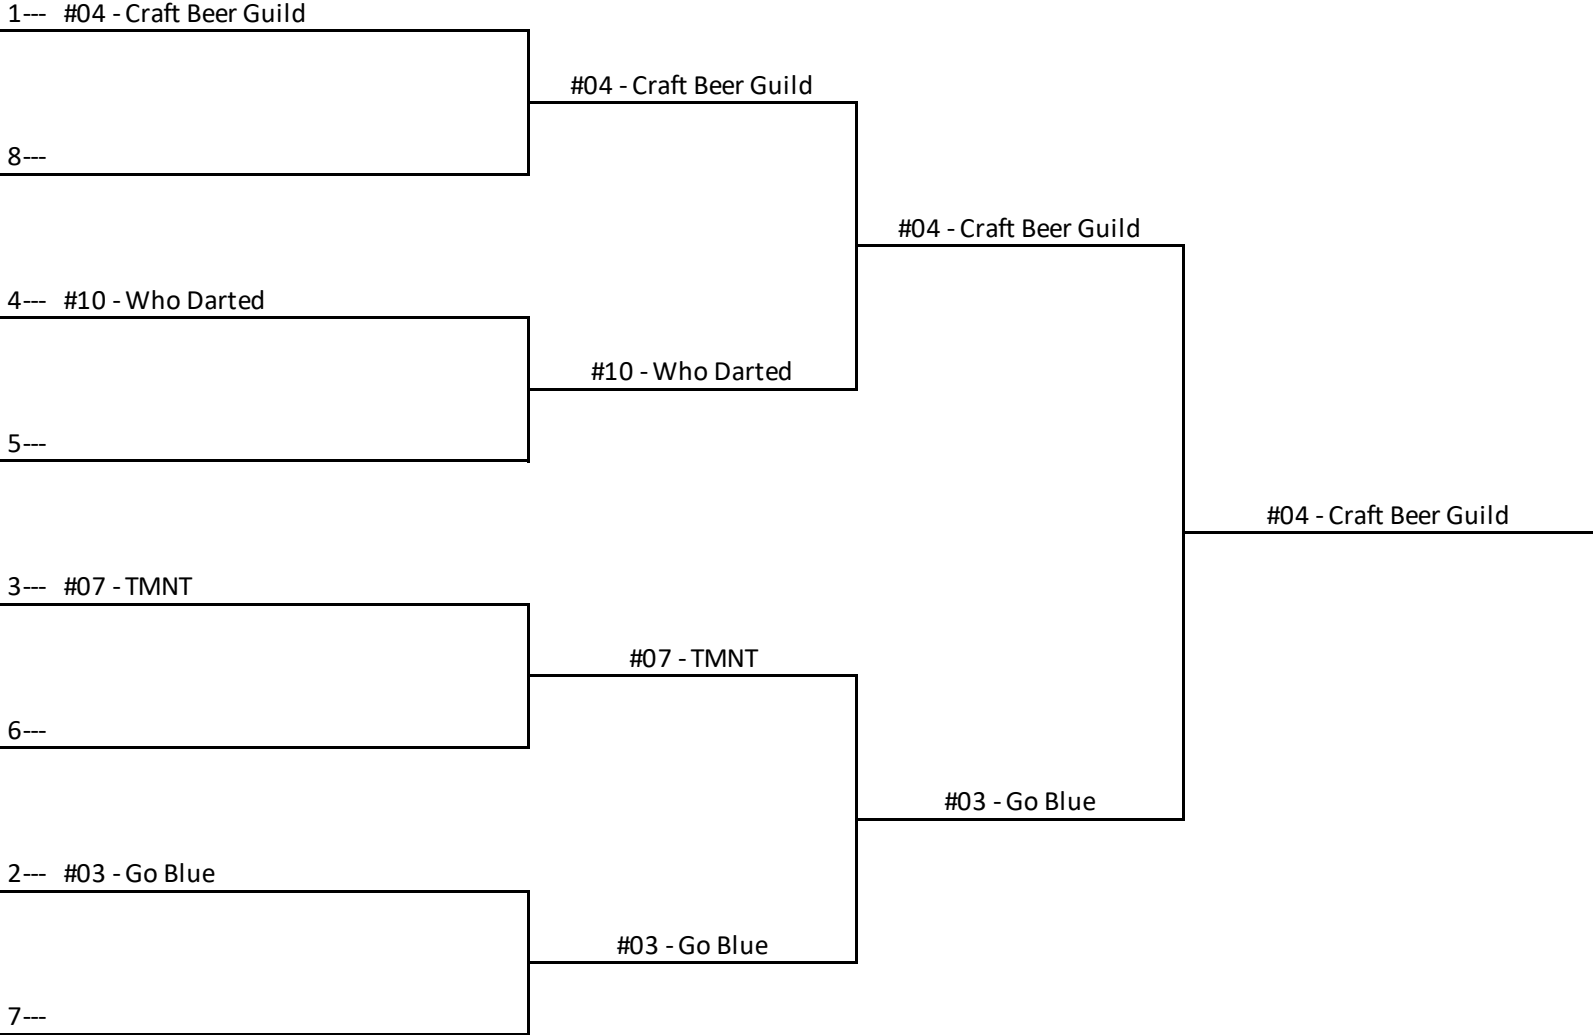 1--- #04 - Craft Beer Guild
#04 - Craft Beer Guild
8---
#04 - Craft Beer Guild
4--- #10 - Who Darted
#10 - Who Darted
5---
#04 - Craft Beer Guild
3--- #07 - TMNT
#07 - TMNT
6---
#03 - Go Blue
2--- #03 - Go Blue
#03 - Go Blue
7---